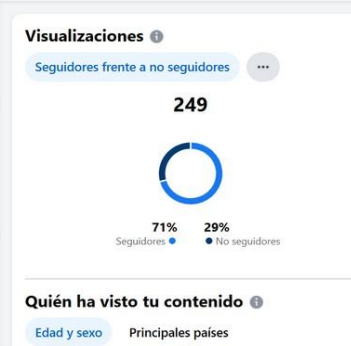 Visualizaciones
Seguidores frente a no seguidores ...
249
71% 29%
Seguidores No seguidores
Quién ha visto tu contenido
Edad y sexo Principales países